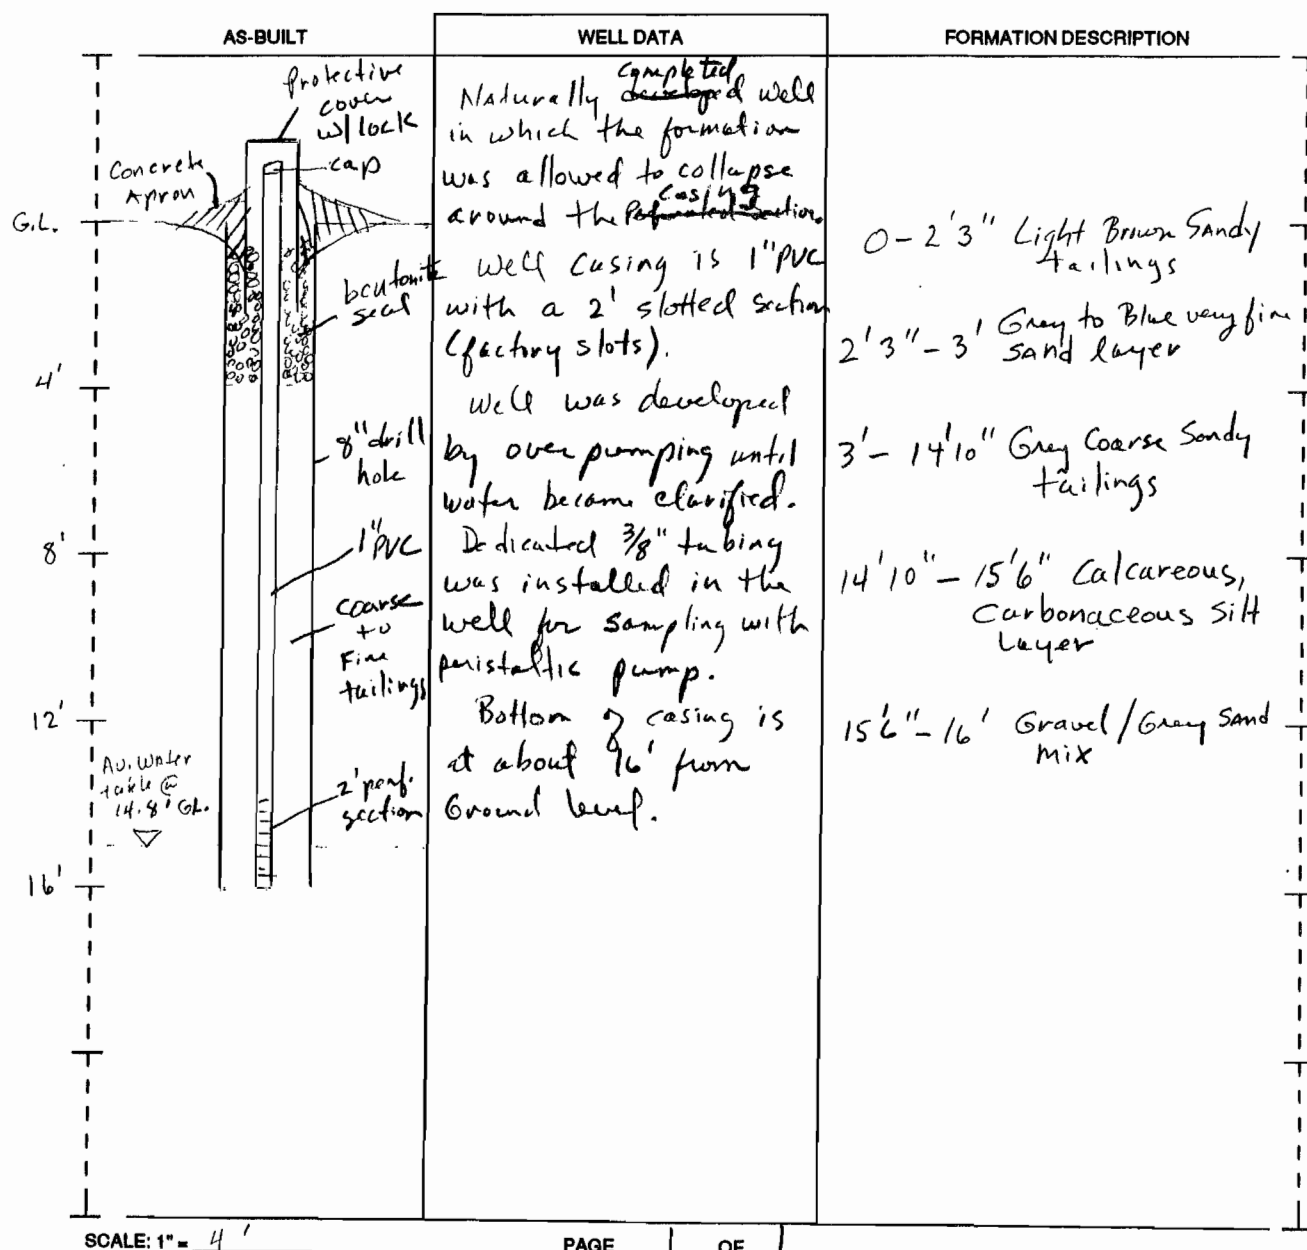 AS-BUILT
Protective
cover
w/lock
cap
Concrete
Apron
G.L.
bentonite
seal
4'
8" drill
hole
8'
1" PVC
coarse
to
Fine
tailings
12'
Av. Water
table @
14.8' GL.
2' perf.
section
16'
WELL DATA
completed
Naturally developed well
in which the formation
was allowed to collapse
casing
around the Perforated section.
Well Casing is 1" PVC
with a 2' slotted section
(factory slots).
Well was developed
by over pumping until
water became clarified.
Dedicated 3/8" tubing
was installed in the
well for sampling with
peristaltic pump.
Bottom of casing is
at about 16' from
Ground level.
FORMATION DESCRIPTION
0 - 2'3" Light Brown Sandy
tailings
2'3" - 3' Grey to Blue very fine
sand layer
3' - 14'10" Grey Coarse Sandy
tailings
14'10" - 15'6" Calcareous,
Carbonaceous Silt
Layer
15'6" - 16' Gravel/Grey Sand
mix
SCALE: 1" = 4'
PAGE OF